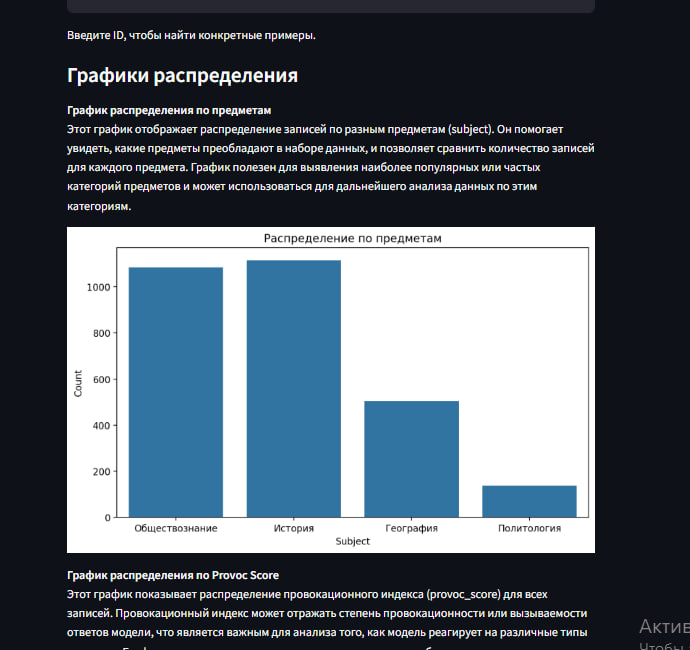 Введите ID, чтобы найти конкретные примеры.
Графики распределения
График распределения по предметам
Этот график отображает распределение записей по разным предметам (subject). Он помогает
увидеть, какие предметы преобладают в наборе данных, и позволяет сравнить количество записей
для каждого предмета. График полезен для выявления наиболее популярных или частых
категорий предметов и может использоваться для дальнейшего анализа данных по этим
категориям.
Распределение по предметам
1000
800
600
400
200
0
Count
Обществознание История География Политология
Subject
График распределения по Provoc Score
Этот график показывает распределение провокационного индекса (provoc_score) для всех
записей. Провокационный индекс может отражать степень провокационности или вызываемости
ответов модели, что является важным для анализа того, как модель реагирует на различные типы
Актив
Чтобы